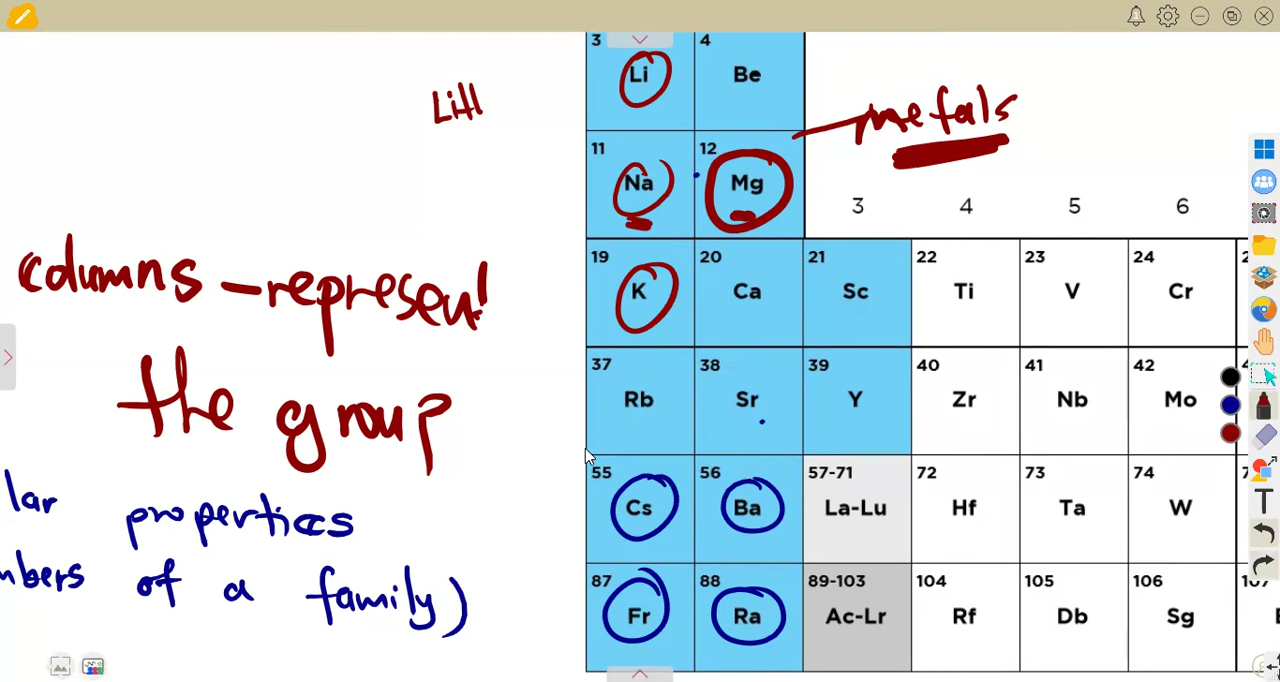 Litl
metals
columns – represent
the group
lar properties
mbers of a family)
3 4
Li Be
11 12
Na Mg
3 4 5 6
19 20 21 22 23 24
K Ca Sc Ti V Cr
37 38 39 40 41 42
Rb Sr Y Zr Nb Mo
55 56 57-71 72 73 74
Cs Ba La-Lu Hf Ta W
87 88 89-103 104 105 106 107
Fr Ra Ac-Lr Rf Db Sg
T